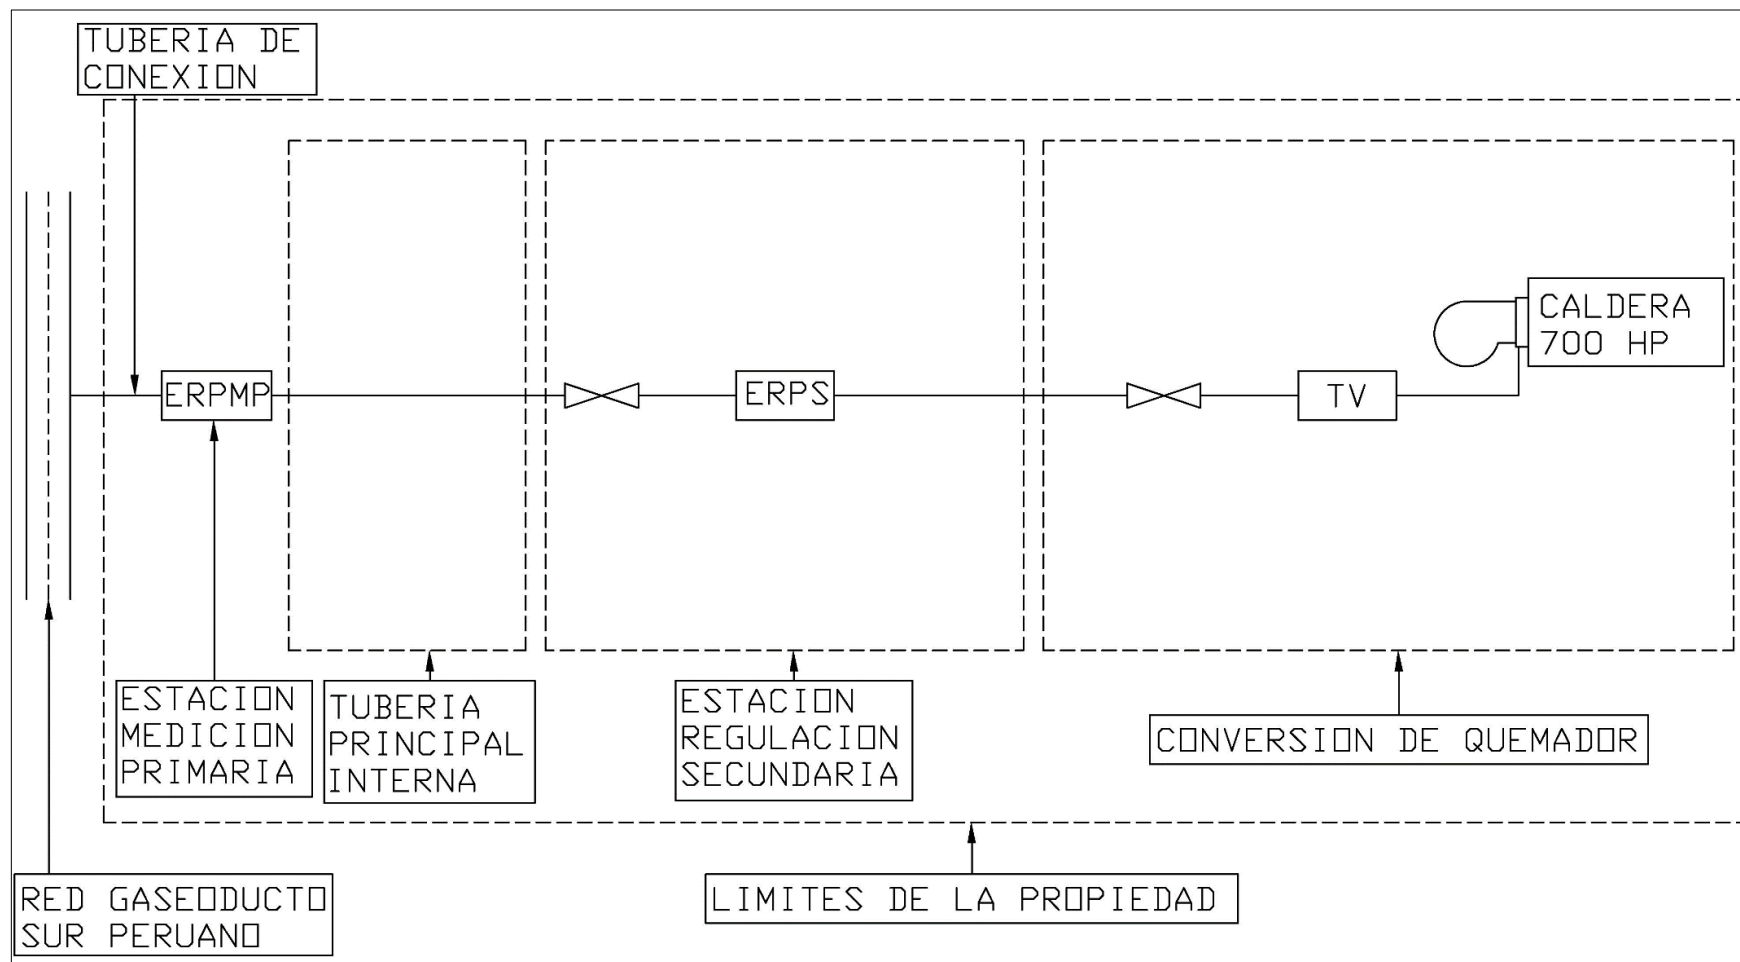 TUBERIA DE
CONEXION
ERPMP
ERPS
TV
CALDERA
700 HP
ESTACION
MEDICION
PRIMARIA
TUBERIA
PRINCIPAL
INTERNA
ESTACION
REGULACION
SECUNDARIA
CONVERSION DE QUEMADOR
RED GASEODUCTO
SUR PERUANO
LIMITES DE LA PROPIEDAD